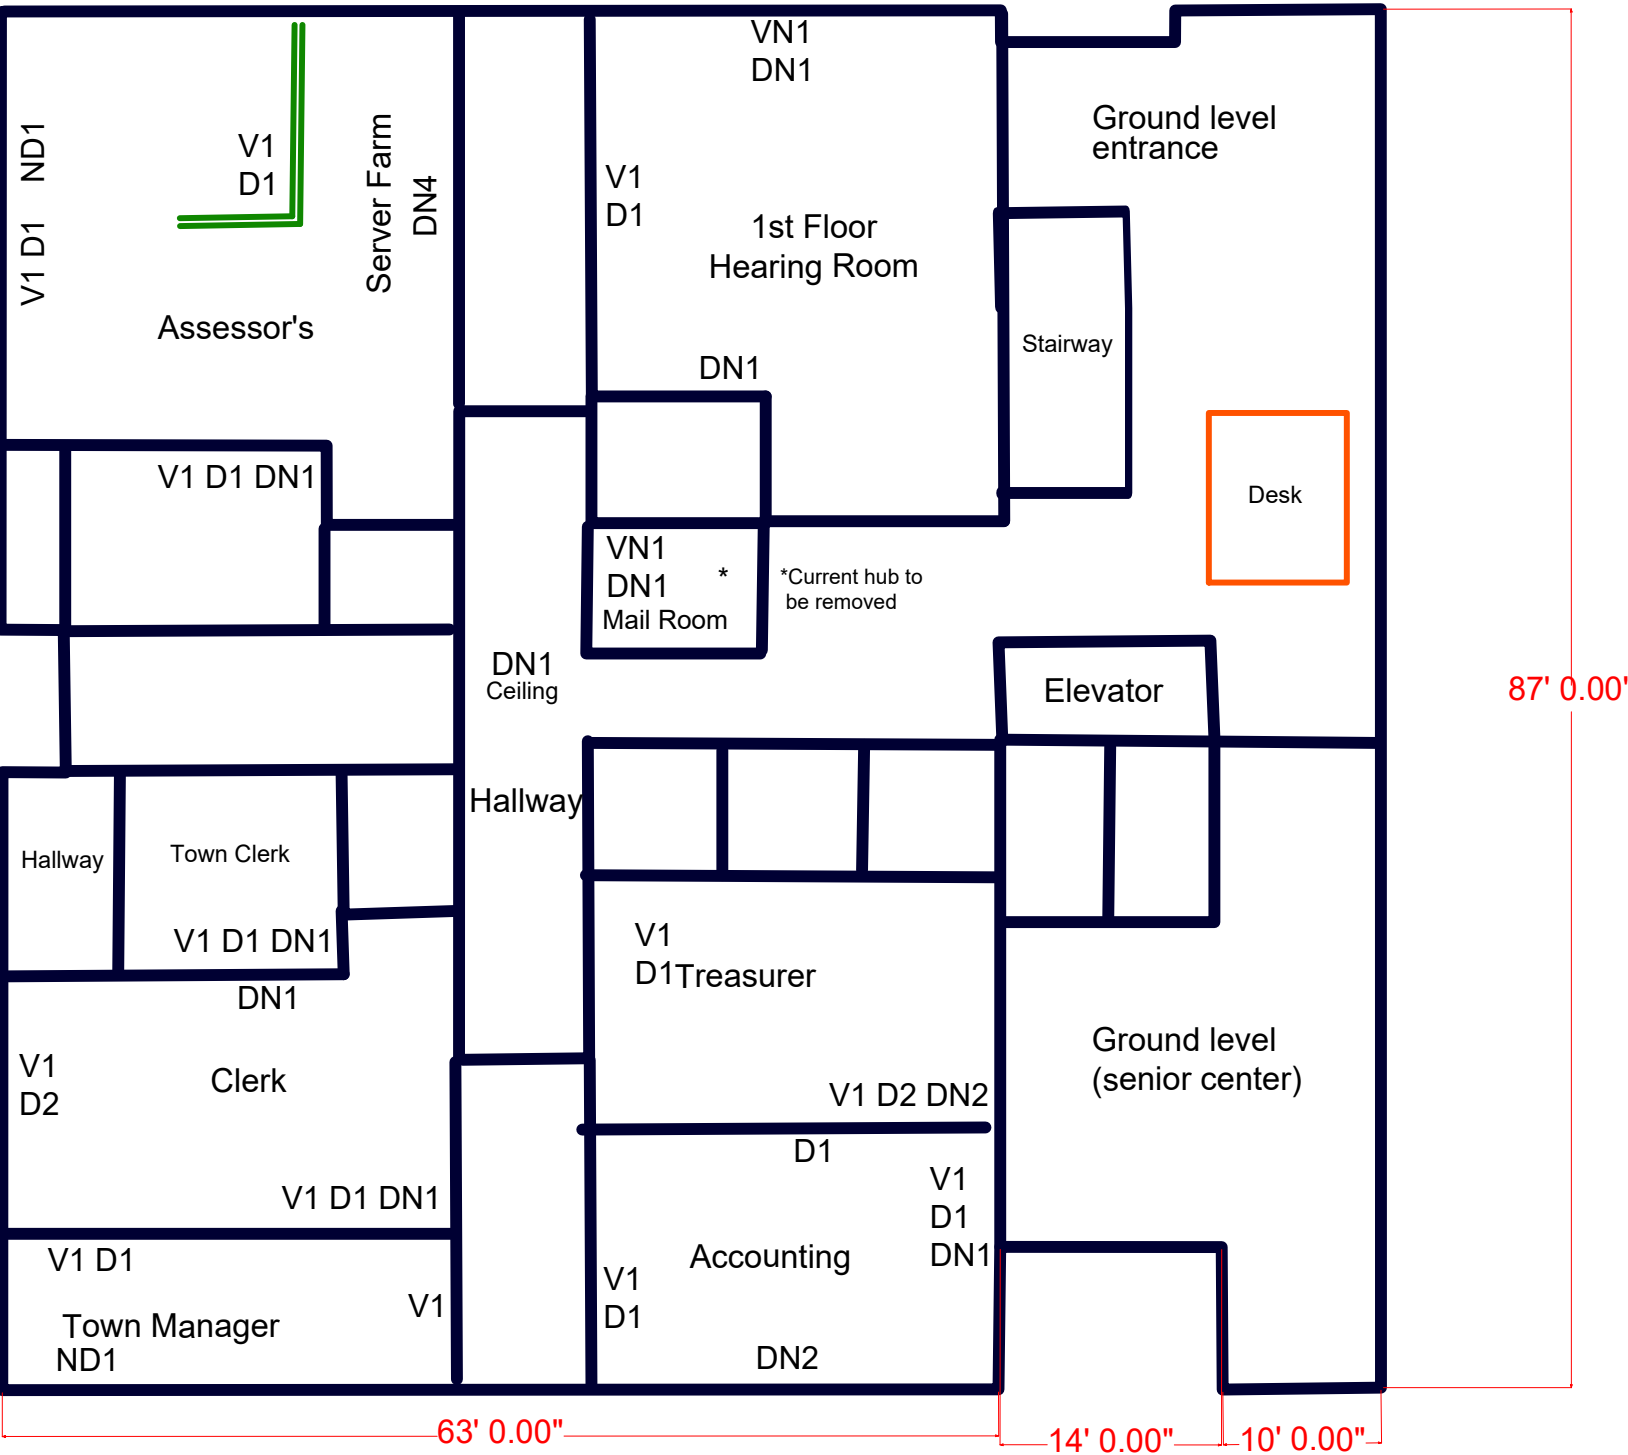 VN1
DN1
Ground level
entrance
ND1
V1 D1
V1
D1
Server Farm
DN4
V1
D1
1st Floor
Hearing Room
Assessor's
DN1
Stairway
V1 D1 DN1
Desk
VN1
DN1 *
Mail Room
*Current hub to
be removed
DN1
Ceiling
Elevator
87' 0.00'
Hallway
Hallway
Town Clerk
V1 D1 DN1
DN1
V1
D1
Treasurer
V1
D2
Clerk
Ground level
(senior center)
V1 D2 DN2
D1
V1
D1
DN1
V1 D1 DN1
V1 D1
Accounting
V1
D1
V1
Town Manager
ND1
DN2
63' 0.00"
14' 0.00"
10' 0.00"